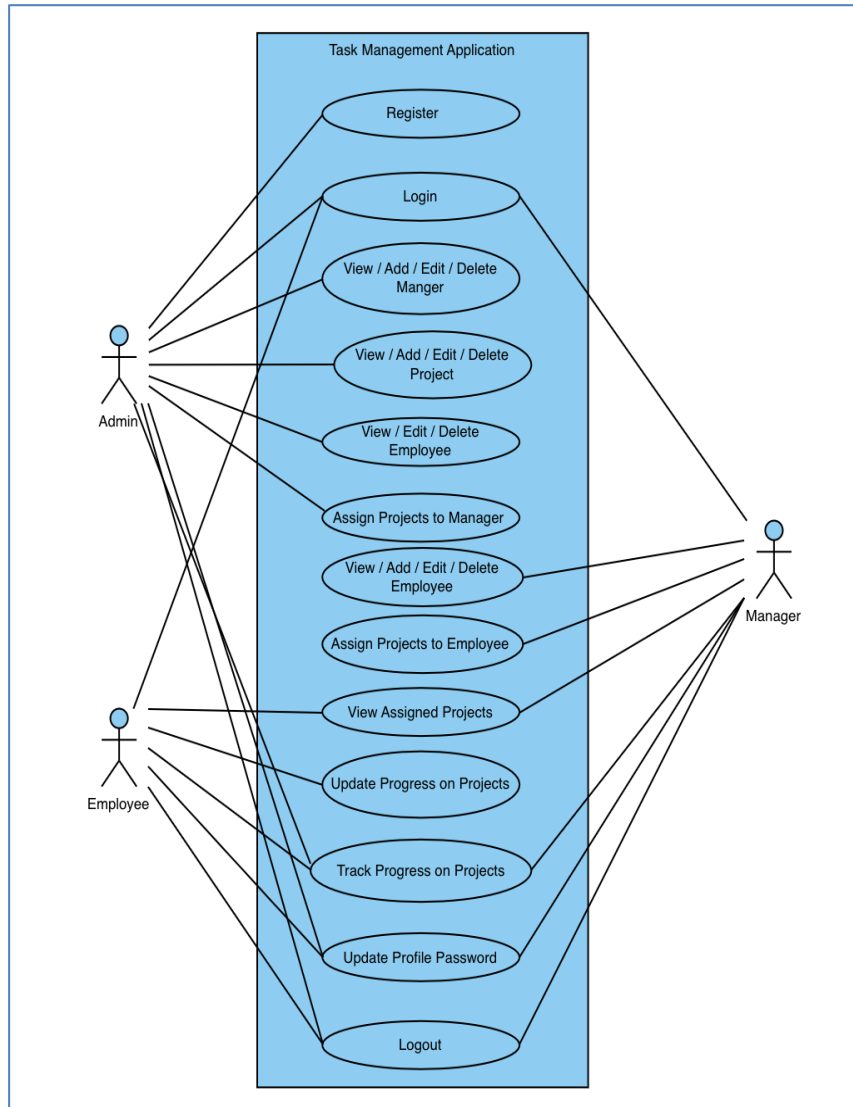 Task Management Application
Register
Login
View / Add / Edit / Delete
Manger
View / Add / Edit / Delete
Project
Admin
View / Edit / Delete
Employee
Assign Projects to Manager
View / Add / Edit / Delete
Employee
Manager
Assign Projects to Employee
View Assigned Projects
Update Progress on Projects
Employee
Track Progress on Projects
Update Profile Password
Logout